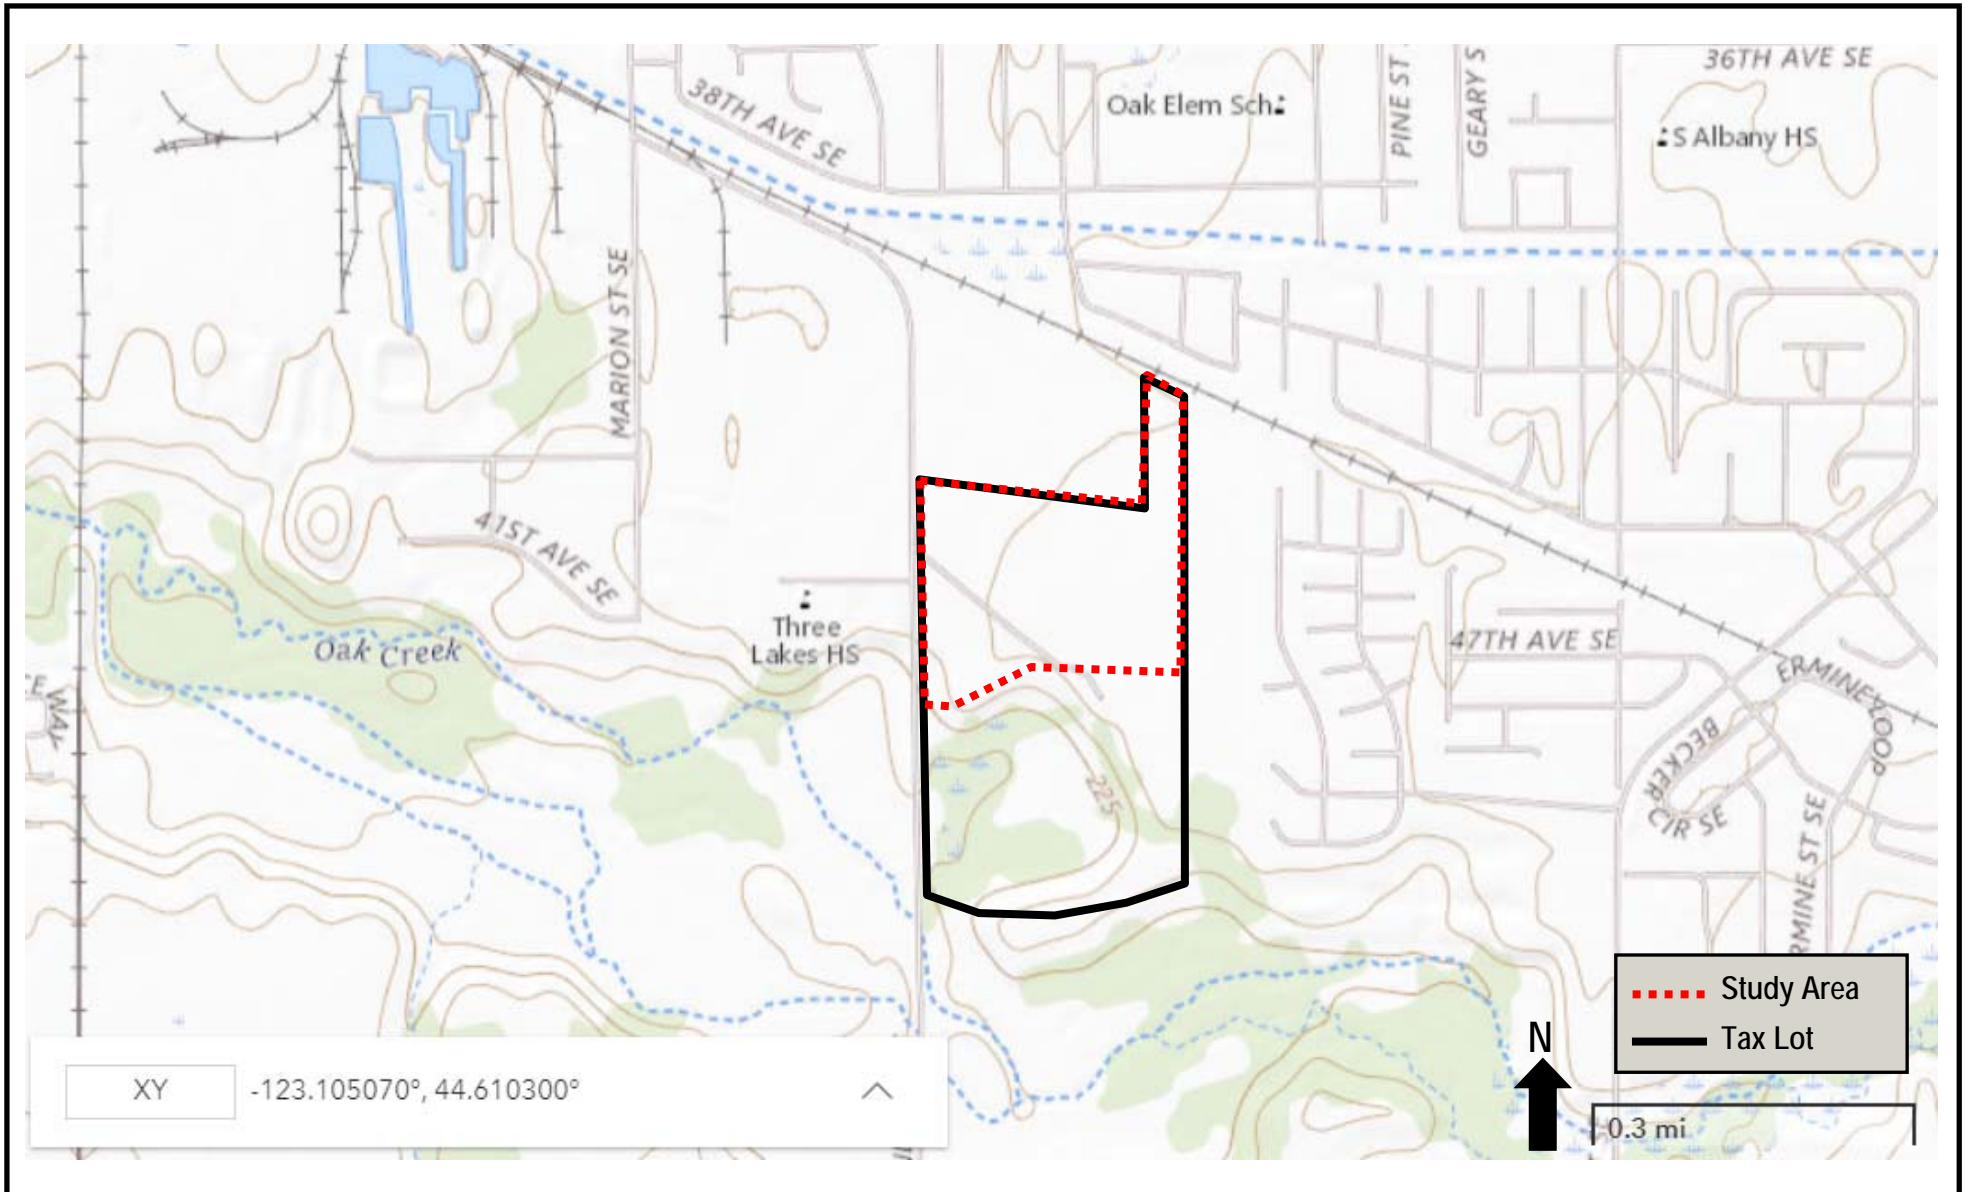 36TH AVE SE
38TH AVE SE
Oak Elem Sch
PINE ST
GEARY S
S Albany HS
MARION ST SE
41ST AVE SE
Oak Creek
Three
Lakes HS
47TH AVE SE
ERMINE LOOP
BECKER
CIR SE
E WAY
225
RMINE ST SE
Study Area
Tax Lot
N
XY
-123.105070°, 44.610300°
0.3 mi